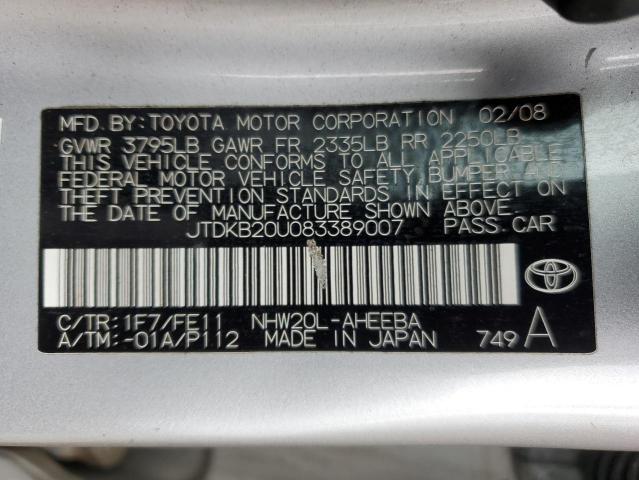 MFD. BY: TOYOTA MOTOR CORPORATION 02/08
GVWR 3795LB GAWR FR 2335LB RR 2250LB
THIS VEHICLE CONFORMS TO ALL APPLICABLE
FEDERAL MOTOR VEHICLE SAFETY, BUMPER AND
THEFT PREVENTION STANDARDS IN EFFECT ON
THE DATE OF MANUFACTURE SHOWN ABOVE.
JTDKB20U083389007 PASS.CAR
C/TR: 1F7/FE11 NHW20L-AHEEBA
A/TM: -01A/P112 MADE IN JAPAN 749 A